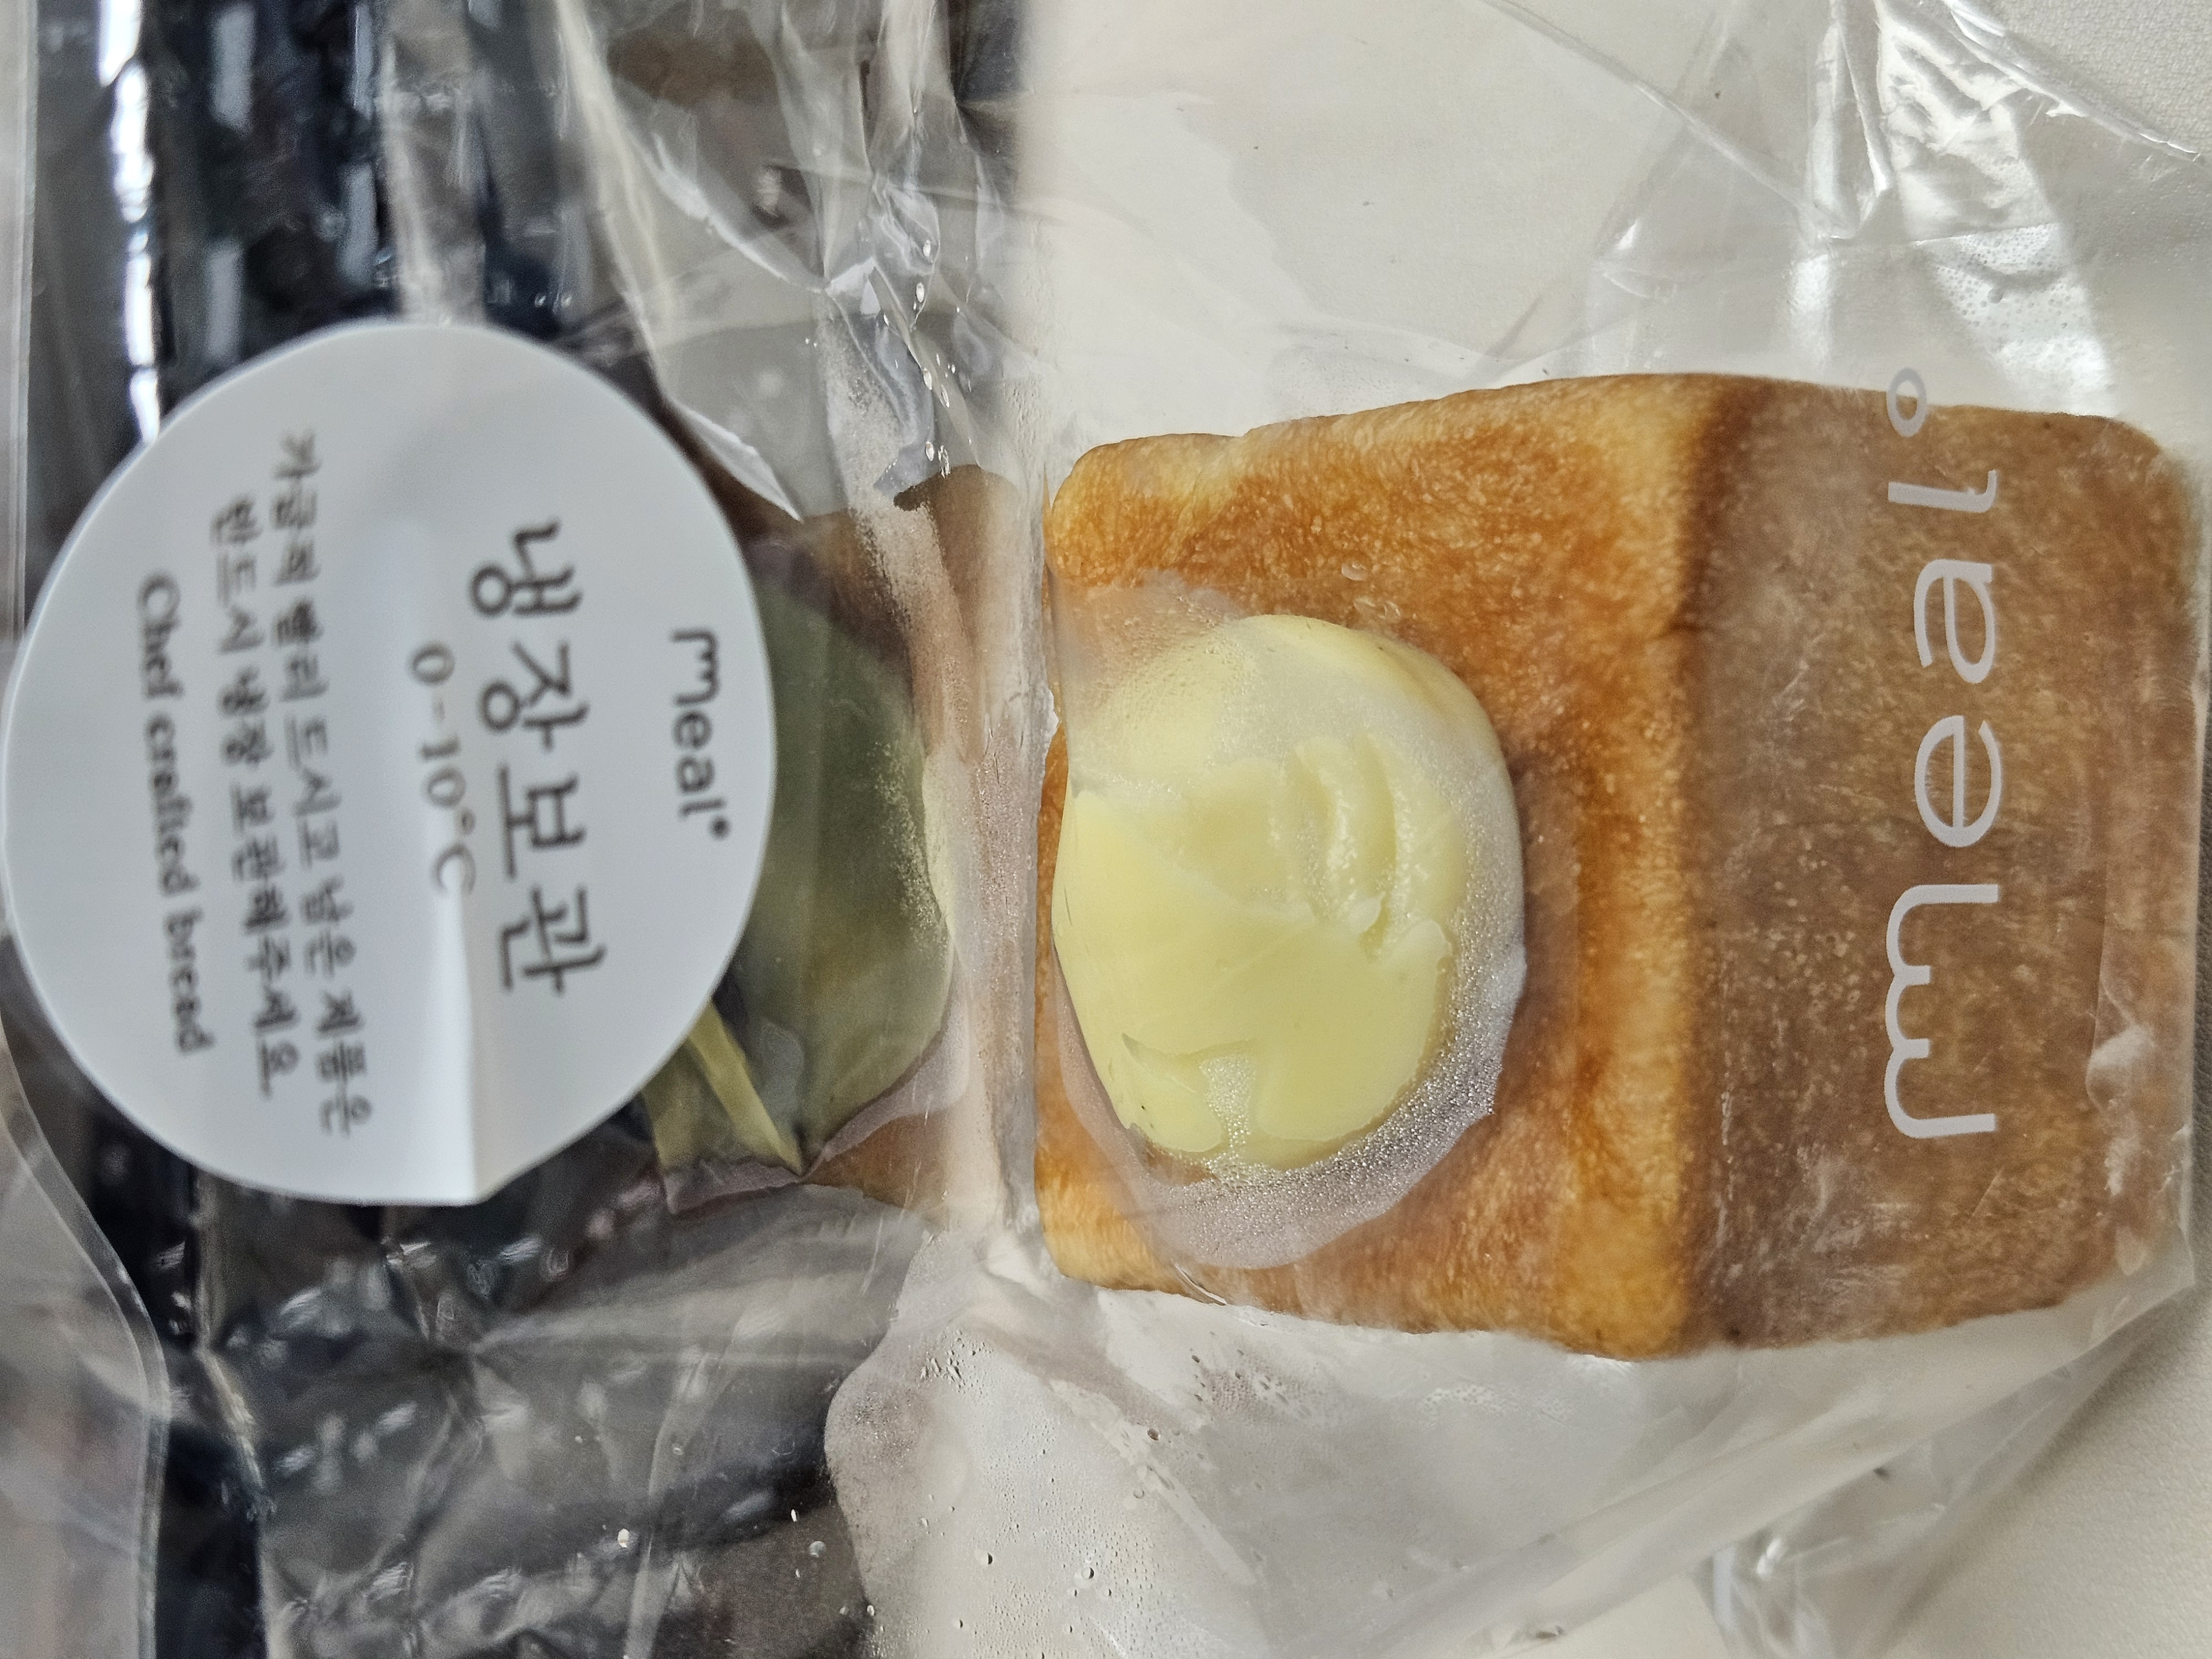 meal°
냉장보관
0-10°C
가급적 빨리 드시고 남은 제품은
반드시 냉장 보관해주세요
Chef crafted bread
meal°